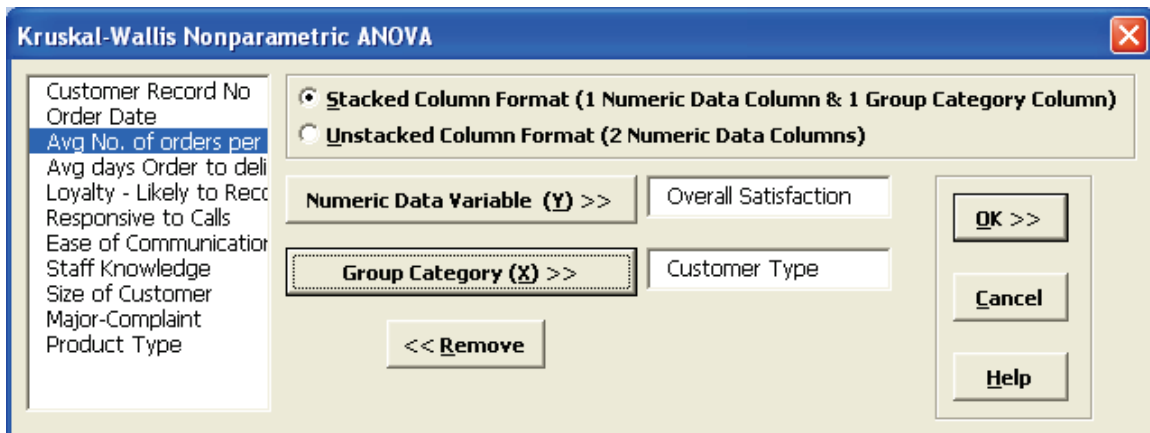 Kruskal-Wallis Nonparametric ANOVA
Customer Record No
Order Date
Avg No. of orders per
Avg days Order to deli
Loyalty - Likely to Reco
Responsive to Calls
Ease of Communication
Staff Knowledge
Size of Customer
Major-Complaint
Product Type
Stacked Column Format (1 Numeric Data Column & 1 Group Category Column)
Unstacked Column Format (2 Numeric Data Columns)
Numeric Data Variable (Y) >>
Overall Satisfaction
Group Category (X) >>
Customer Type
<< Remove
OK >>
Cancel
Help